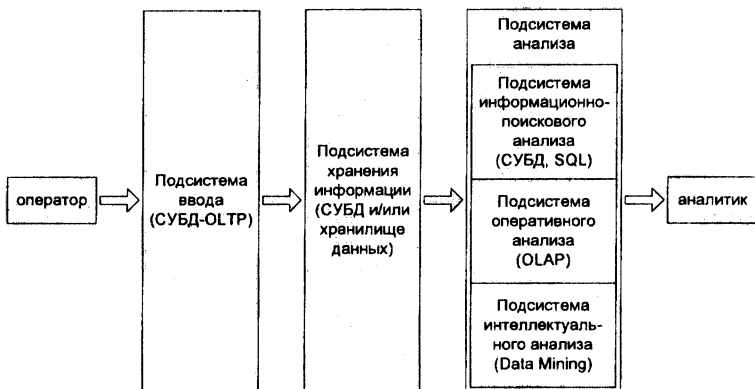 оператор
Подсистема
ввода
(СУБД-OLTP)
Подсистема
хранения
информации
(СУБД и/или
хранилище
данных)
Подсистема
анализа
Подсистема
информационно-
поискового
анализа
(СУБД, SQL)
Подсистема
оперативного
анализа
(OLAP)
Подсистема
интеллектуаль-
ного анализа
(Data Mining)
аналитик